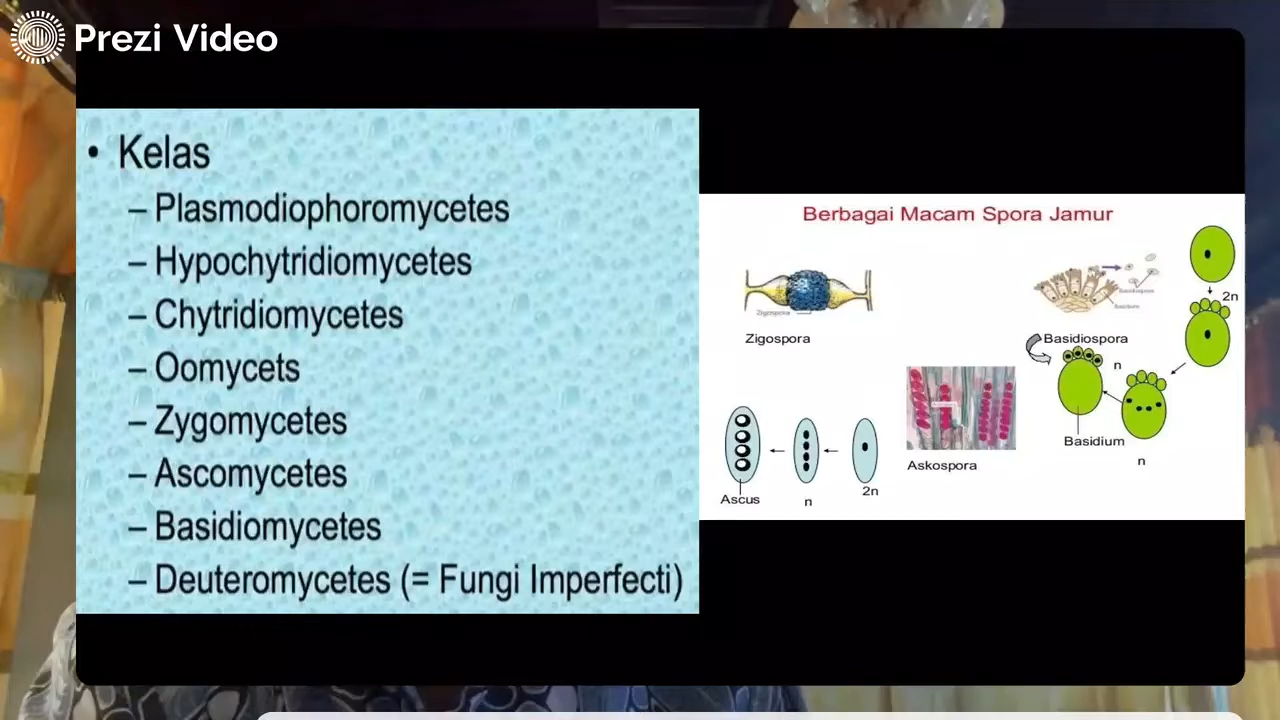 Prezi Video
• Kelas
– Plasmodiophoromycetes
– Hypochytridiomycetes
– Chytridiomycetes
– Oomycets
– Zygomycetes
– Ascomycetes
– Basidiomycetes
– Deuteromycetes (= Fungi Imperfecti)
Berbagai Macam Spora Jamur
Zigospora
Zigospora
Basidiospora
2n
n
Basidium
n
Askospora
Ascus
n
2n